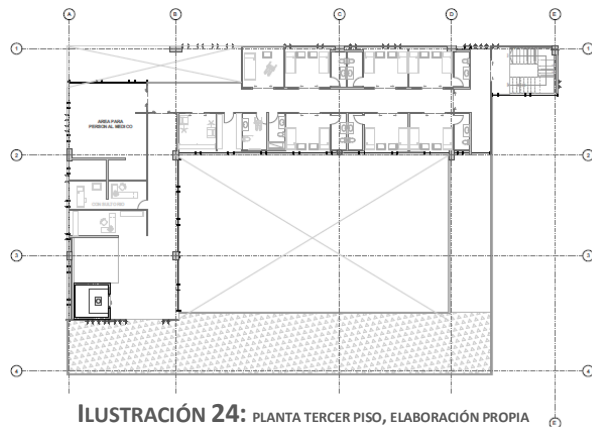 A B C D E
1 1
AREA PARA
PERSONAL MEDICO
2 2
CONSULTORIO
3 3
4 4
ILUSTRACIÓN 24: PLANTA TERCER PISO, ELABORACIÓN PROPIA
E